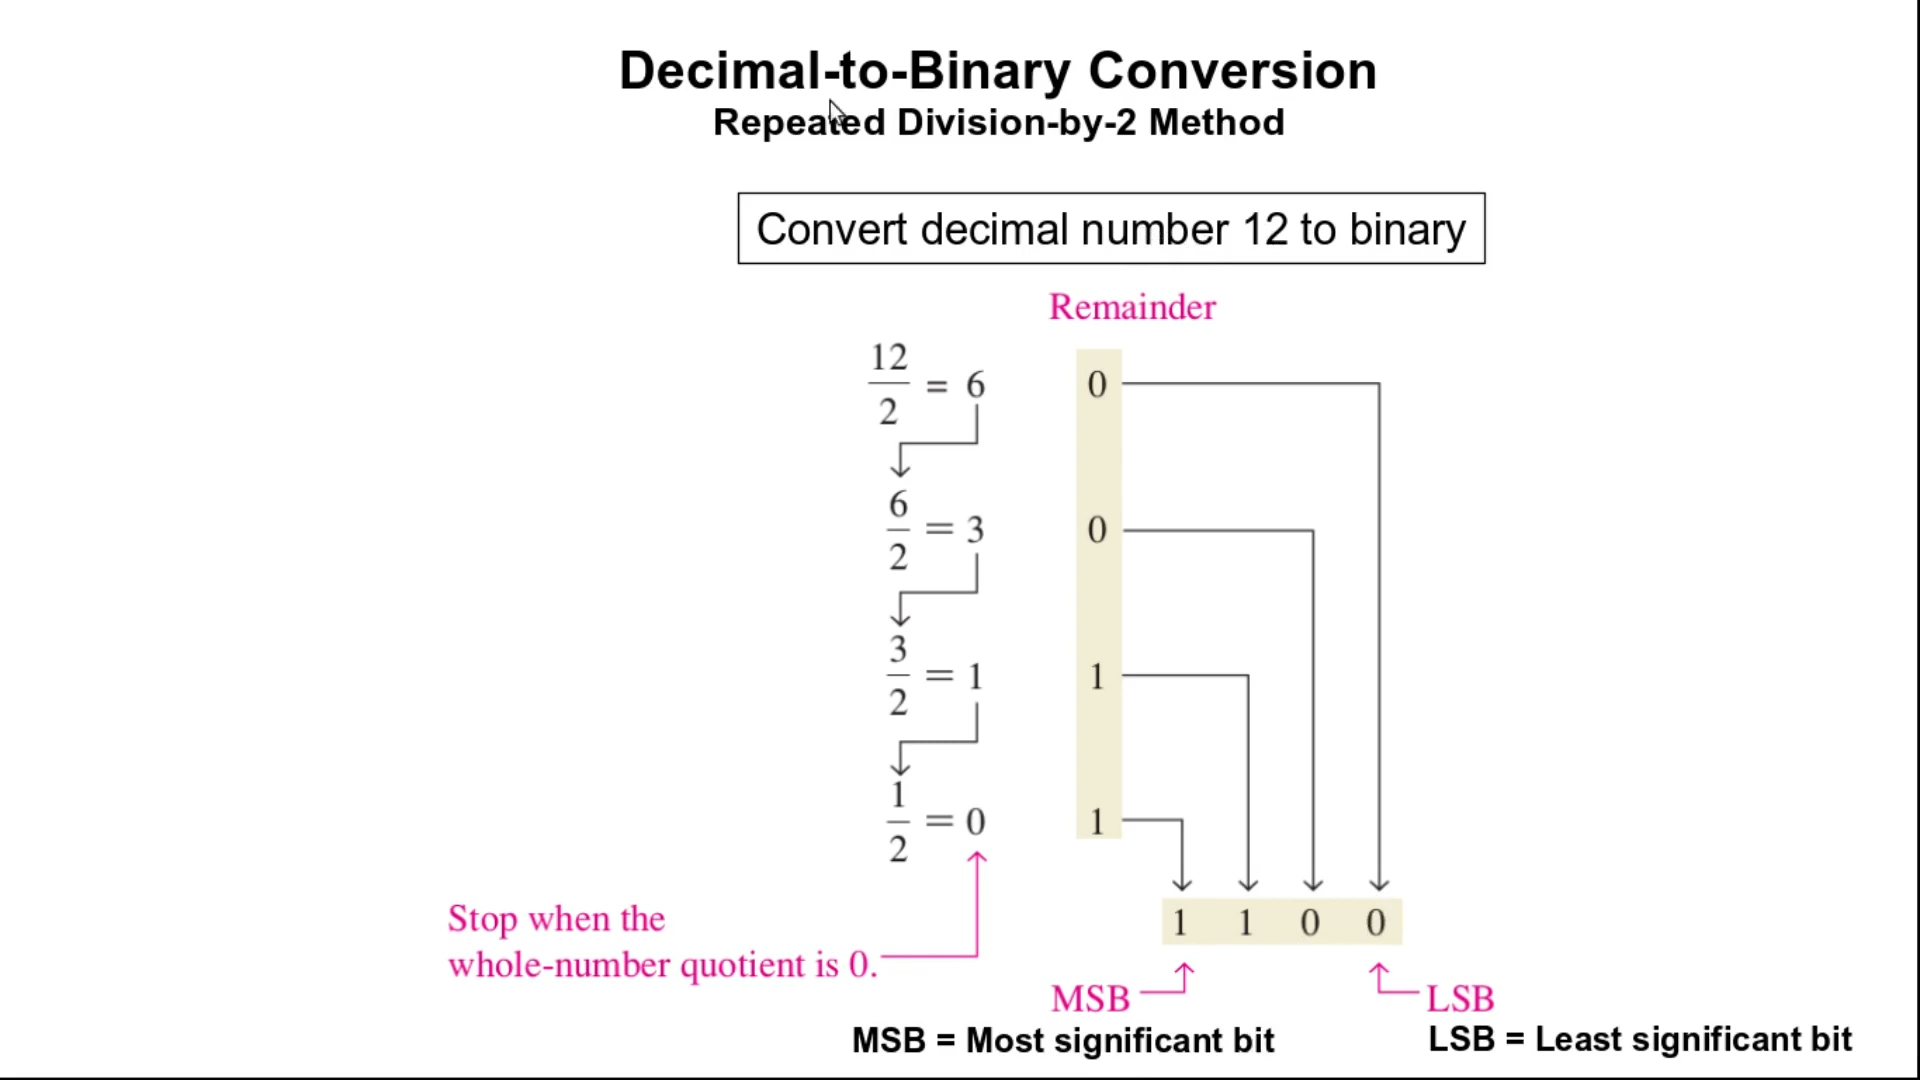 Decimal-to-Binary Conversion
Repeated Division-by-2 Method
Convert decimal number 12 to binary
Remainder
12/2 = 6 0
6/2 = 3 0
3/2 = 1 1
1/2 = 0 1
Stop when the
whole-number quotient is 0.
1 1 0 0
MSB LSB
MSB = Most significant bit LSB = Least significant bit